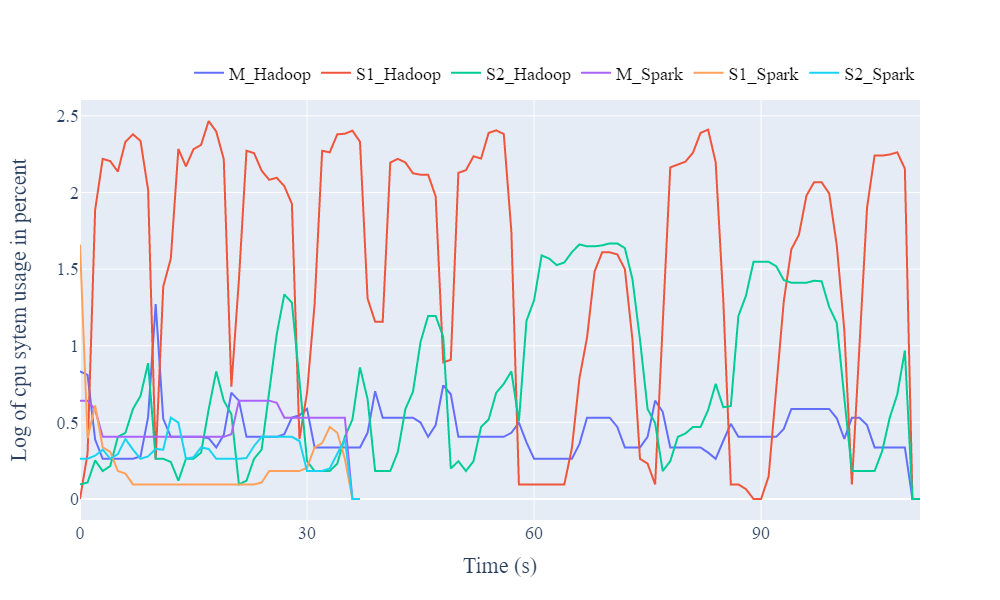 M_Hadoop S1_Hadoop S2_Hadoop M_Spark S1_Spark S2_Spark
Log of cpu sytem usage in percent
2.5
2
1.5
1
0.5
0
0 30 60 90
Time (s)